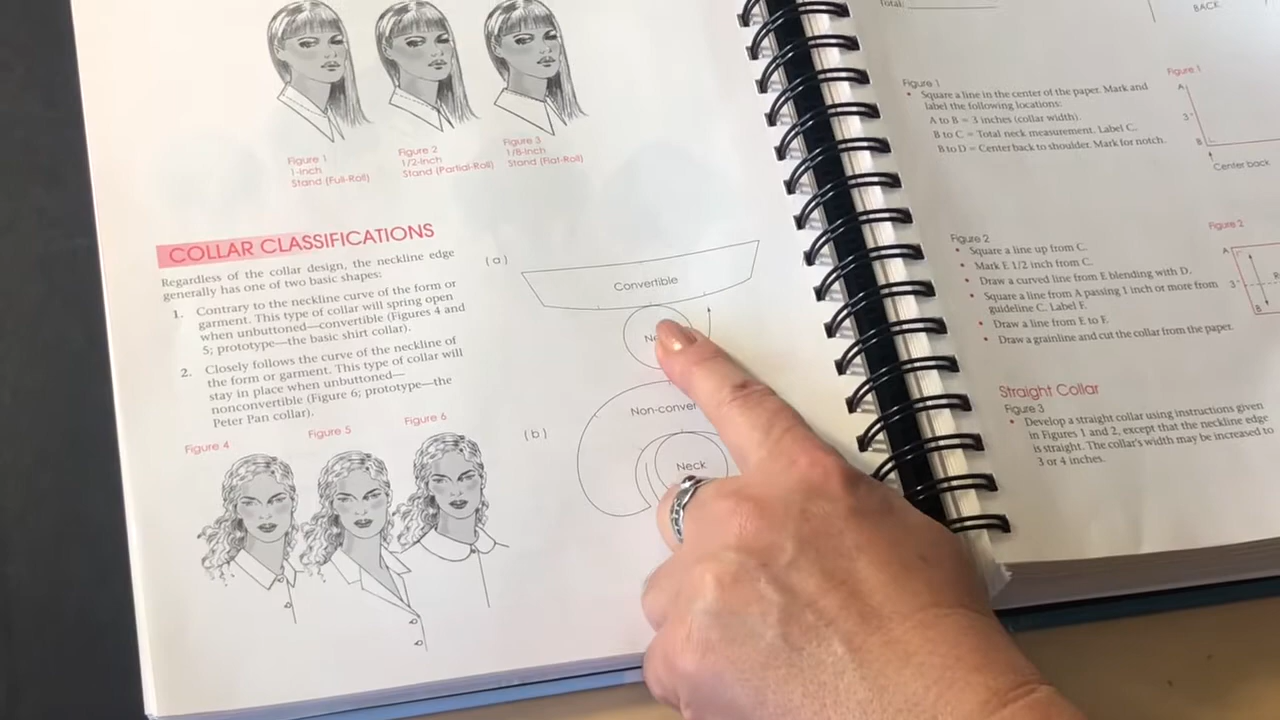 Figure 1
1-Inch
Stand (Full-Roll)
Figure 2
1/2-Inch
Stand (Partial-Roll)
Figure 3
1/8-Inch
Stand (Flat-Roll)
COLLAR CLASSIFICATIONS
Regardless of the collar design, the neckline edge
generally has one of two basic shapes:
1. Contrary to the neckline curve of the form or
garment. This type of collar will spring open
when unbuttoned—convertible (Figures 4 and
5; prototype—the basic shirt collar).
2. Closely follows the curve of the neckline of
the form or garment. This type of collar will
stay in place when unbuttoned—
nonconvertible (Figure 6; prototype—the
Peter Pan collar).
Figure 4
Figure 5
Figure 6
(a)
Convertible
(b)
Non-conver
Neck
Total:
BACK
Figure 1
• Square a line in the center of the paper. Mark and
label the following locations:
A to B = 3 inches (collar width).
B to C = Total neck measurement. Label C.
B to D = Center back to shoulder. Mark for notch.
Figure 1
A
3"
B
Center back
Figure 2
• Square a line up from C.
• Mark E 1/2 inch from C.
• Draw a curved line from E blending with D.
• Square a line from A passing 1 inch or more from
guideline C. Label F.
• Draw a line from E to F.
• Draw a grainline and cut the collar from the paper.
Figure 2
A
3"
B
Straight Collar
Figure 3
• Develop a straight collar using instructions given
in Figures 1 and 2, except that the neckline edge
is straight. The collar's width may be increased to
3 or 4 inches.